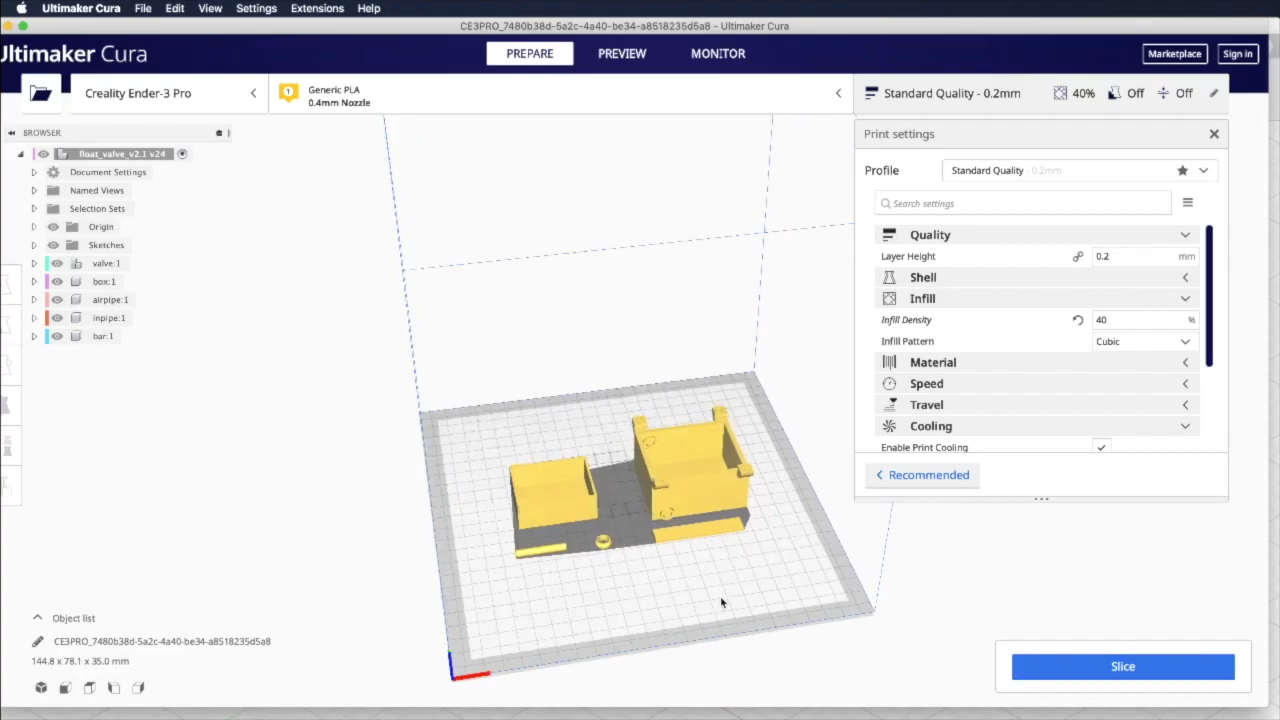 Ultimaker Cura File Edit View Settings Extensions Help
CE3PRO_7480b38d-5a2c-4a40-be34-a8518235d5a8 - Ultimaker Cura
Ultimaker Cura
PREPARE PREVIEW MONITOR
Marketplace Sign in
Creality Ender-3 Pro
1 Generic PLA
0.4mm Nozzle
Standard Quality - 0.2mm 40% Off Off
BROWSER
float_valve_v2.1 v24
Document Settings
Named Views
Selection Sets
Origin
Sketches
valve:1
box:1
airpipe:1
inpipe:1
bar:1
Print settings
Profile Standard Quality - 0.2mm
Search settings
Quality
Layer Height 0.2 mm
Shell
Infill
Infill Density 40 %
Infill Pattern Cubic
Material
Speed
Travel
Cooling
Enable Print Cooling
Recommended
Object list
CE3PRO_7480b38d-5a2c-4a40-be34-a8518235d5a8
144.8 x 78.1 x 35.0 mm
Slice